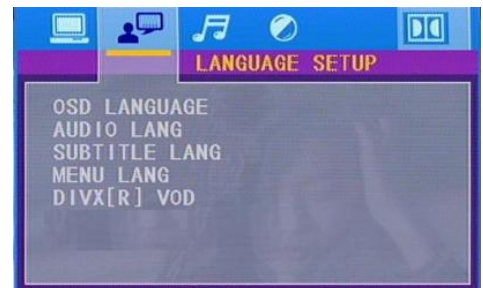 LANGUAGE SETUP
OSD LANGUAGE
AUDIO LANG
SUBTITLE LANG
MENU LANG
DIVX[R] VOD